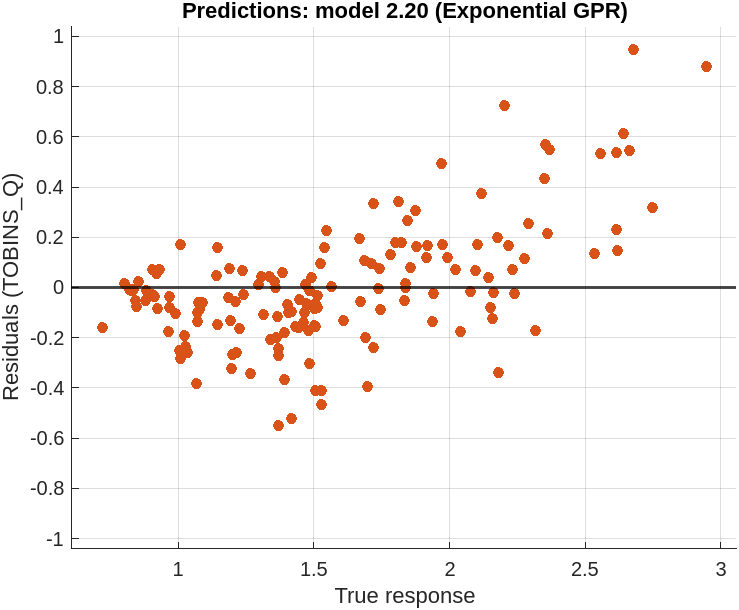 Predictions: model 2.20 (Exponential GPR)
Residuals (TOBINS_Q)
1
0.8
0.6
0.4
0.2
0
-0.2
-0.4
-0.6
-0.8
-1
1 1.5 2 2.5 3
True response